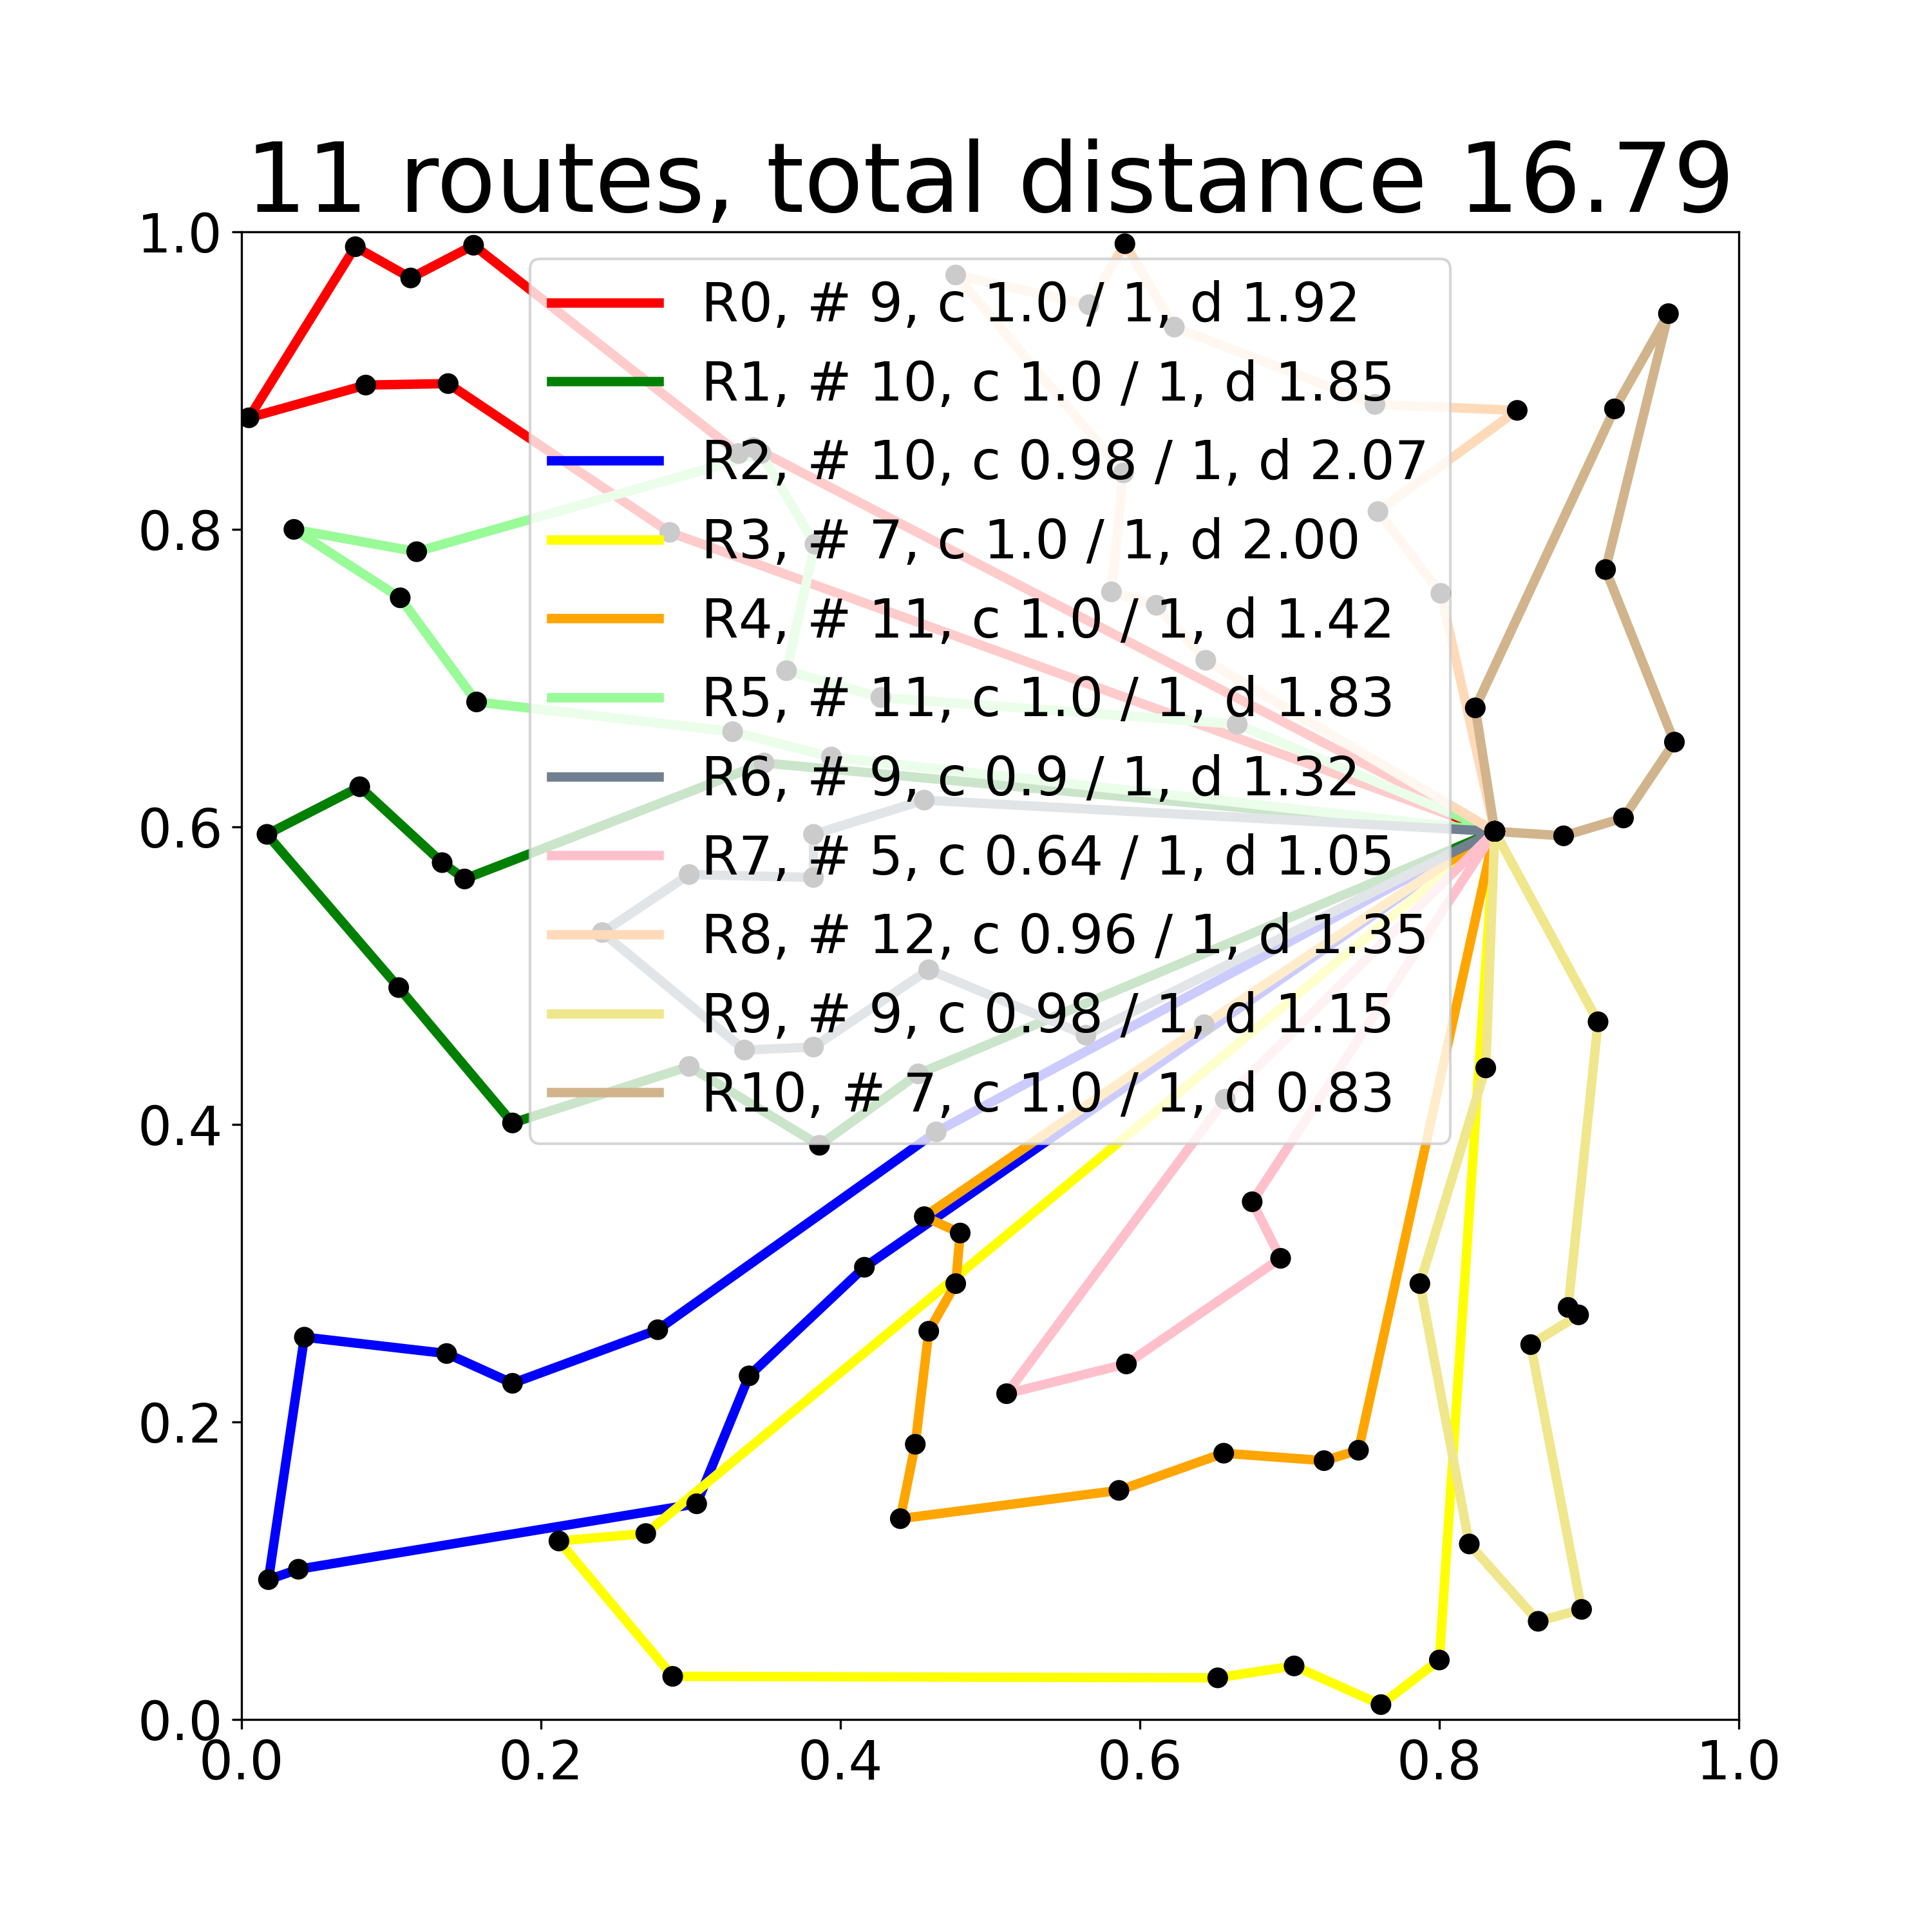 11 routes, total distance 16.79
1.0
0.8
0.6
0.4
0.2
0.0
R0, # 9, c 1.0 / 1, d 1.92
R1, # 10, c 1.0 / 1, d 1.85
R2, # 10, c 0.98 / 1, d 2.07
R3, # 7, c 1.0 / 1, d 2.00
R4, # 11, c 1.0 / 1, d 1.42
R5, # 11, c 1.0 / 1, d 1.83
R6, # 9, c 0.9 / 1, d 1.32
R7, # 5, c 0.64 / 1, d 1.05
R8, # 12, c 0.96 / 1, d 1.35
R9, # 9, c 0.98 / 1, d 1.15
R10, # 7, c 1.0 / 1, d 0.83
0.0 0.2 0.4 0.6 0.8 1.0